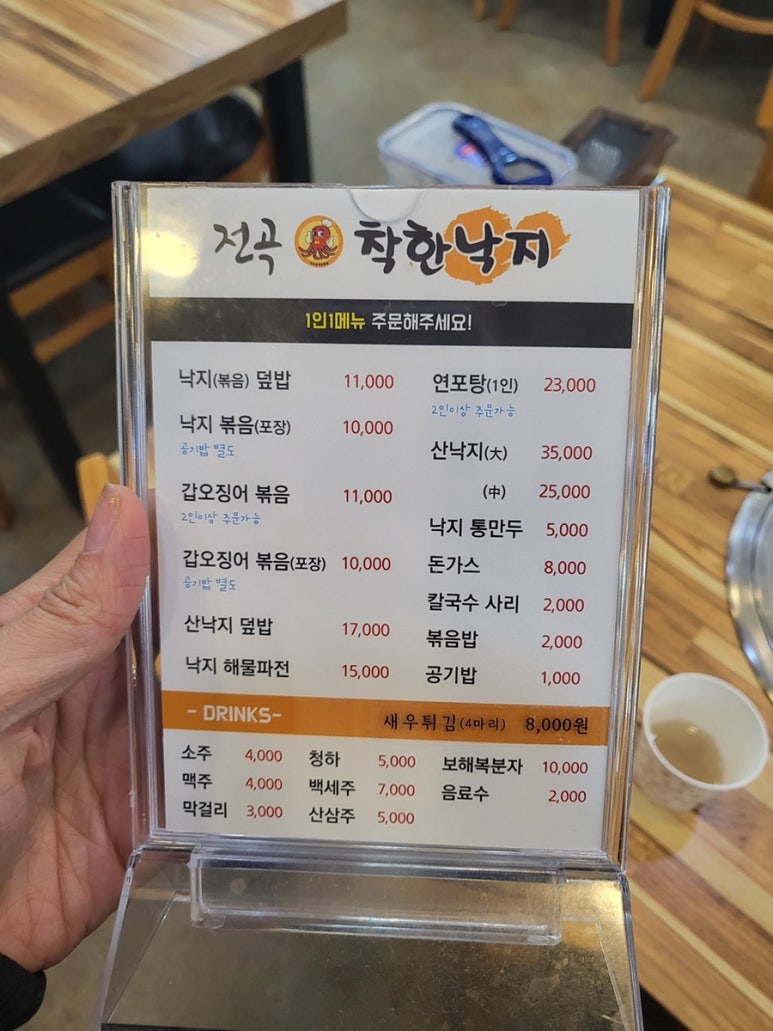 전곡 착한낙지
1인1메뉴 주문해주세요!
낙지(볶음) 덮밥 11,000
낙지 볶음(포장) 10,000
공기밥 별도
갑오징어 볶음 11,000
2인이상 주문가능
갑오징어 볶음(포장) 10,000
공기밥 별도
산낙지 덮밥 17,000
낙지 해물파전 15,000
연포탕(1인) 23,000
2인이상 주문가능
산낙지(大) 35,000
(中) 25,000
낙지 통만두 5,000
돈가스 8,000
칼국수 사리 2,000
볶음밥 2,000
공기밥 1,000
- DRINKS-
새우튀김(4마리) 8,000원
소주 4,000
맥주 4,000
막걸리 3,000
청하 5,000
백세주 7,000
산삼주 5,000
보해복분자 10,000
음료수 2,000